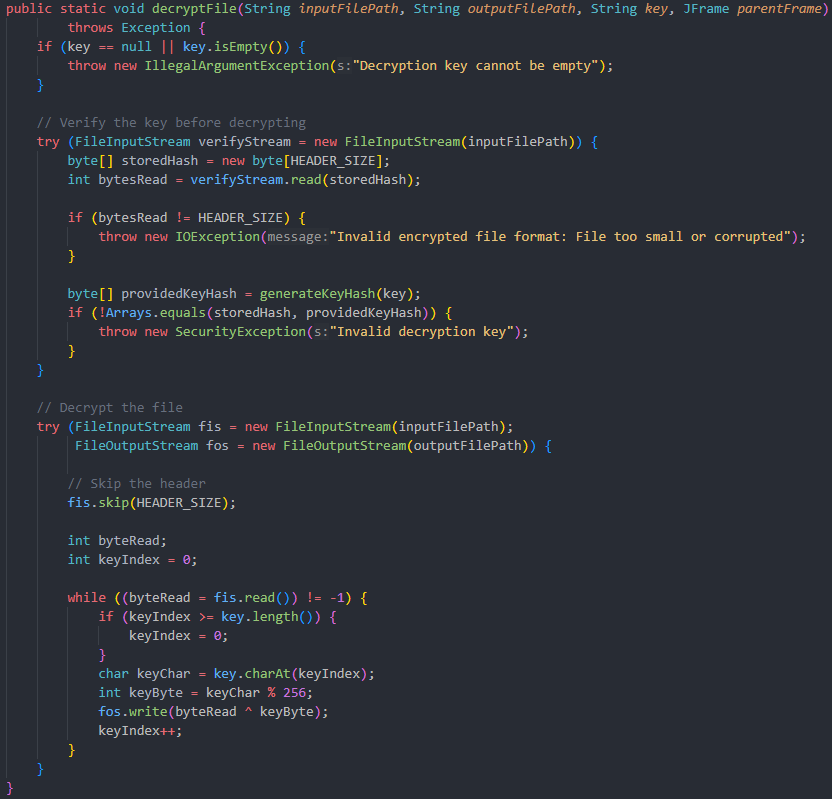 public static void decryptFile(String inputFilePath, String outputFilePath, String key, JFrame parentFrame)
        throws Exception {
    if (key == null || key.isEmpty()) {
        throw new IllegalArgumentException(s:"Decryption key cannot be empty");
    }

    // Verify the key before decrypting
    try (FileInputStream verifyStream = new FileInputStream(inputFilePath)) {
        byte[] storedHash = new byte[HEADER_SIZE];
        int bytesRead = verifyStream.read(storedHash);

        if (bytesRead != HEADER_SIZE) {
            throw new IOException(message:"Invalid encrypted file format: File too small or corrupted");
        }

        byte[] providedKeyHash = generateKeyHash(key);
        if (!Arrays.equals(storedHash, providedKeyHash)) {
            throw new SecurityException(s:"Invalid decryption key");
        }
    }

    // Decrypt the file
    try (FileInputStream fis = new FileInputStream(inputFilePath);
         FileOutputStream fos = new FileOutputStream(outputFilePath)) {

        // Skip the header
        fis.skip(HEADER_SIZE);

        int byteRead;
        int keyIndex = 0;

        while ((byteRead = fis.read()) != -1) {
            if (keyIndex >= key.length()) {
                keyIndex = 0;
            }
            char keyChar = key.charAt(keyIndex);
            int keyByte = keyChar % 256;
            fos.write(byteRead ^ keyByte);
            keyIndex++;
        }
    }
}